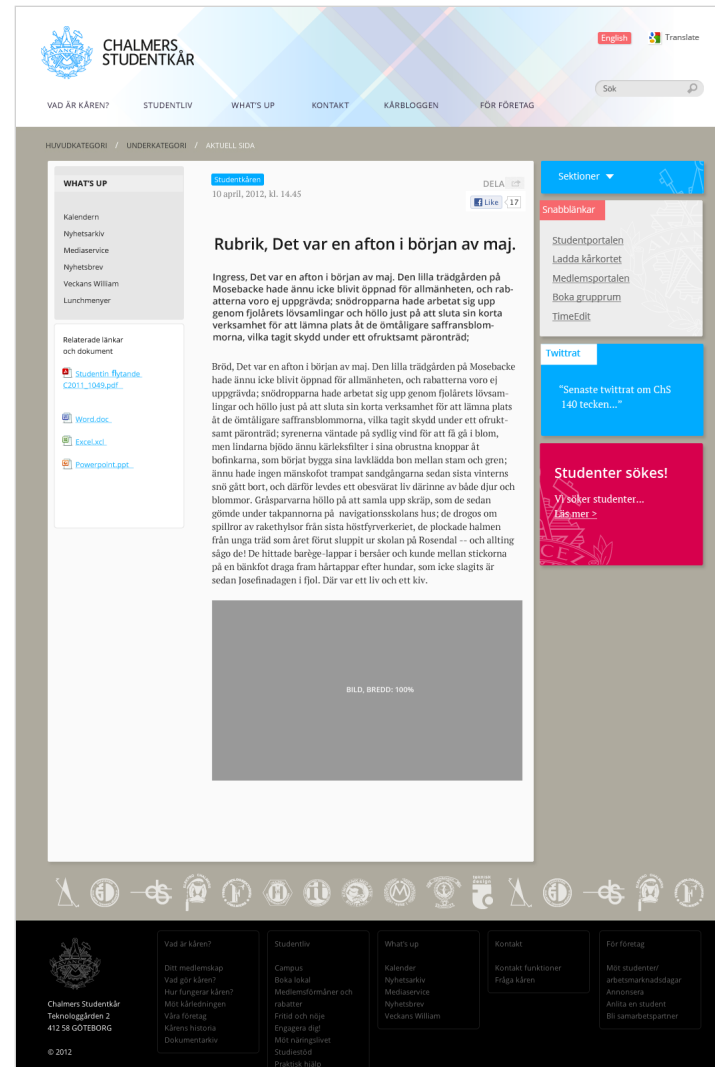 CHALMERS
STUDENTKÅR
English
Translate
Sök
VAD ÄR KÅREN?
STUDENTLIV
WHAT'S UP
KONTAKT
KÅRBLOGGEN
FÖR FÖRETAG
HUVUDKATEGORI / UNDERKATEGORI / AKTUELL SIDA
WHAT'S UP
Kalendern
Nyhetsarkiv
Mediaservice
Nyhetsbrev
Veckans William
Lunchmenyer
Relaterade länkar
och dokument
Studentin flytande
C2011_1049.pdf
Word.doc
Excel.xcl
Powerpoint.ppt
Studentkåren
10 april, 2012, kl. 14.45
DELA
Like 17
Rubrik, Det var en afton i början av maj.
Ingress, Det var en afton i början av maj. Den lilla trädgården på
Mosebacke hade ännu icke blivit öppnad för allmänheten, och rab-
atterna voro ej uppgrävda; snödropparna hade arbetat sig upp
genom fjolårets lövsamlingar och höllo just på att sluta sin korta
verksamhet för att lämna plats åt de ömtåligare saffransblom-
morna, vilka tagit skydd under ett ofruktsamt päronträd;
Bröd, Det var en afton i början av maj. Den lilla trädgården på Mosebacke
hade ännu icke blivit öppnad för allmänheten, och rabatterna voro ej
uppgrävda; snödropparna hade arbetat sig upp genom fjolårets lövsam-
lingar och höllo just på att sluta sin korta verksamhet för att lämna plats
åt de ömtåligare saffransblommorna, vilka tagit skydd under ett ofrukt-
samt päronträd; syrenerna väntade på sydlig vind för att få gå i blom,
men lindarna bjödo ännu kärleksfilter i sina obrustna knoppar åt
bofinkarna, som börjat bygga sina lavklädda bon mellan stam och gren;
ännu hade ingen mänskofot trampat sandgångarna sedan sista vinterns
snö gått bort, och därför levdes ett obesvärat liv därinne av både djur och
blommor. Gråsparvarna höllo på att samla upp skräp, som de sedan
gömde under takpannorna på navigationsskolans hus; de drogos om
spillror av rakethylsor från sista höstfyrverkeriet, de plockade halmen
från unga träd som året förut sluppit ur skolan på Rosendal -- och allting
sågo de! De hittade barège-lappar i bersåer och kunde mellan stickorna
på en bänkfot draga fram hårtappar efter hundar, som icke slagits där
sedan Josefinadagen i fjol. Där var ett liv och ett kiv.
BILD, BREDD: 100%
Sektioner
Snabblänkar
Studentportalen
Ladda kårkortet
Medlemsportalen
Boka grupprum
TimeEdit
Twittrat
“Senaste twittrat om ChS
140 tecken...”
Studenter sökes!
Vi söker studenter...
Läs mer >
Chalmers Studentkår
Teknologgården 2
412 58 GÖTEBORG
© 2012
Vad är kåren?
Ditt medlemskap
Vad gör kåren?
Hur fungerar kåren?
Möt kårledningen
Våra företag
Kårens historia
Dokumentarkiv
Studentliv
Campus
Boka lokal
Medlemsförmåner och
rabatter
Fritid och nöje
Engagera dig!
Möt näringslivet
Studiestöd
Praktisk hjälp
What's up
Kalender
Nyhetsarkiv
Mediaservice
Nyhetsbrev
Veckans William
Kontakt
Kontakt funktioner
Fråga kåren
För företag
Möt studenter/
arbetsmarknadsdagar
Annonsera
Anlita en student
Bli samarbetspartner